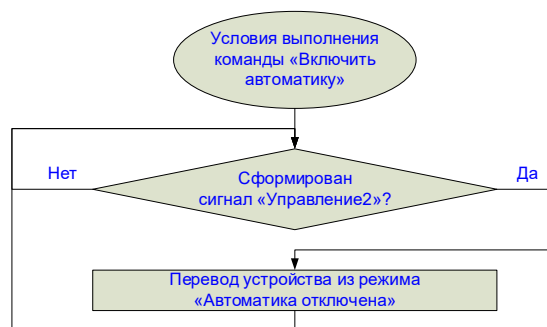 Условия выполнения
команды «Включить
автоматику»
Нет
Сформирован
сигнал «Управление2»?
Да
Перевод устройства из режима
«Автоматика отключена»